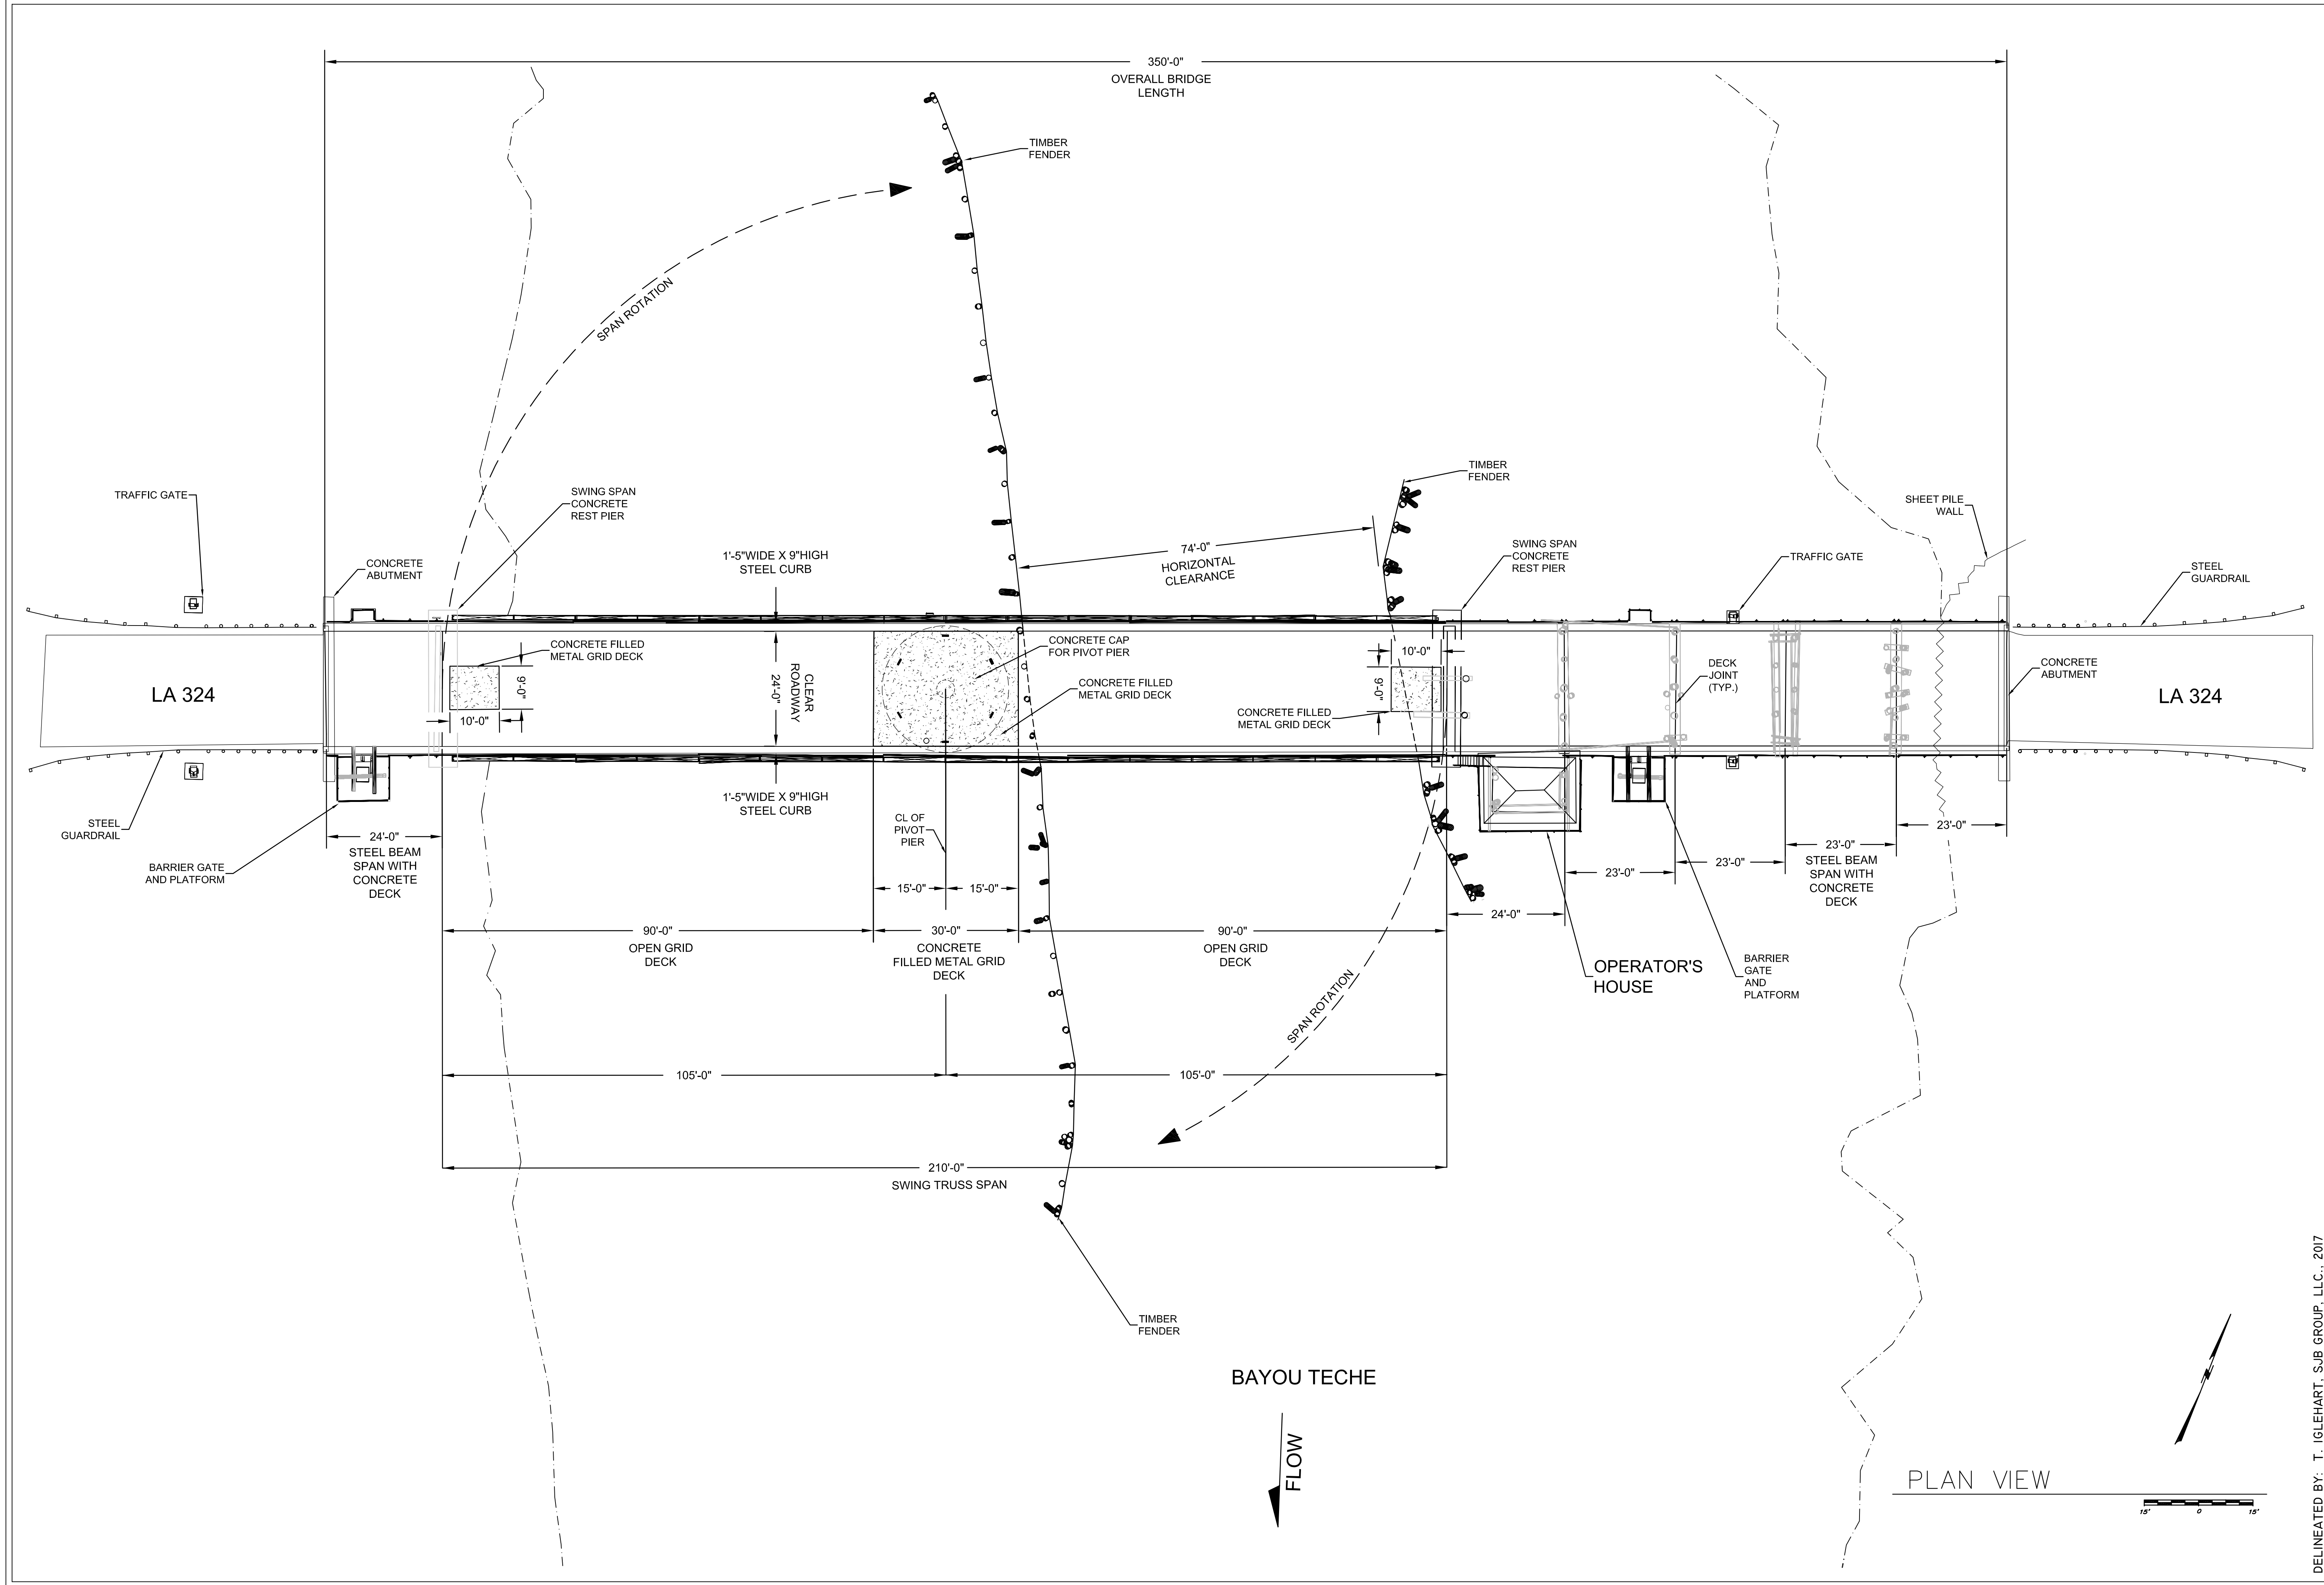 350'-0"
OVERALL BRIDGE
LENGTH
TIMBER
FENDER
SPAN ROTATION
TIMBER
FENDER
TRAFFIC GATE
SWING SPAN
CONCRETE
REST PIER
SHEET PILE
WALL
74'-0"
HORIZONTAL
CLEARANCE
SWING SPAN
CONCRETE
REST PIER
TRAFFIC GATE
1'-5"WIDE X 9"HIGH
STEEL CURB
CONCRETE
ABUTMENT
STEEL
GUARDRAIL
CONCRETE FILLED
METAL GRID DECK
CONCRETE CAP
FOR PIVOT PIER
10'-0"
9'-0"
10'-0"
CLEAR
ROADWAY
24'-0"
CONCRETE FILLED
METAL GRID DECK
9'-0"
CONCRETE FILLED
METAL GRID DECK
DECK
JOINT
(TYP.)
CONCRETE
ABUTMENT
LA 324
LA 324
1'-5"WIDE X 9"HIGH
STEEL CURB
STEEL
GUARDRAIL
24'-0"
STEEL BEAM
SPAN WITH
CONCRETE
DECK
BARRIER GATE
AND PLATFORM
CL OF
PIVOT
PIER
15'-0"
15'-0"
23'-0"
23'-0"
STEEL BEAM
SPAN WITH
CONCRETE
DECK
23'-0"
23'-0"
24'-0"
90'-0"
OPEN GRID
DECK
30'-0"
CONCRETE
FILLED METAL GRID
DECK
90'-0"
OPEN GRID
DECK
OPERATOR'S
HOUSE
BARRIER
GATE
AND
PLATFORM
SPAN ROTATION
105'-0"
105'-0"
210'-0"
SWING TRUSS SPAN
TIMBER
FENDER
BAYOU TECHE
FLOW
N
PLAN VIEW
15'
0
15'
DELINEATED BY: T. IGLEHART, SJB GROUP, LLC., 2017